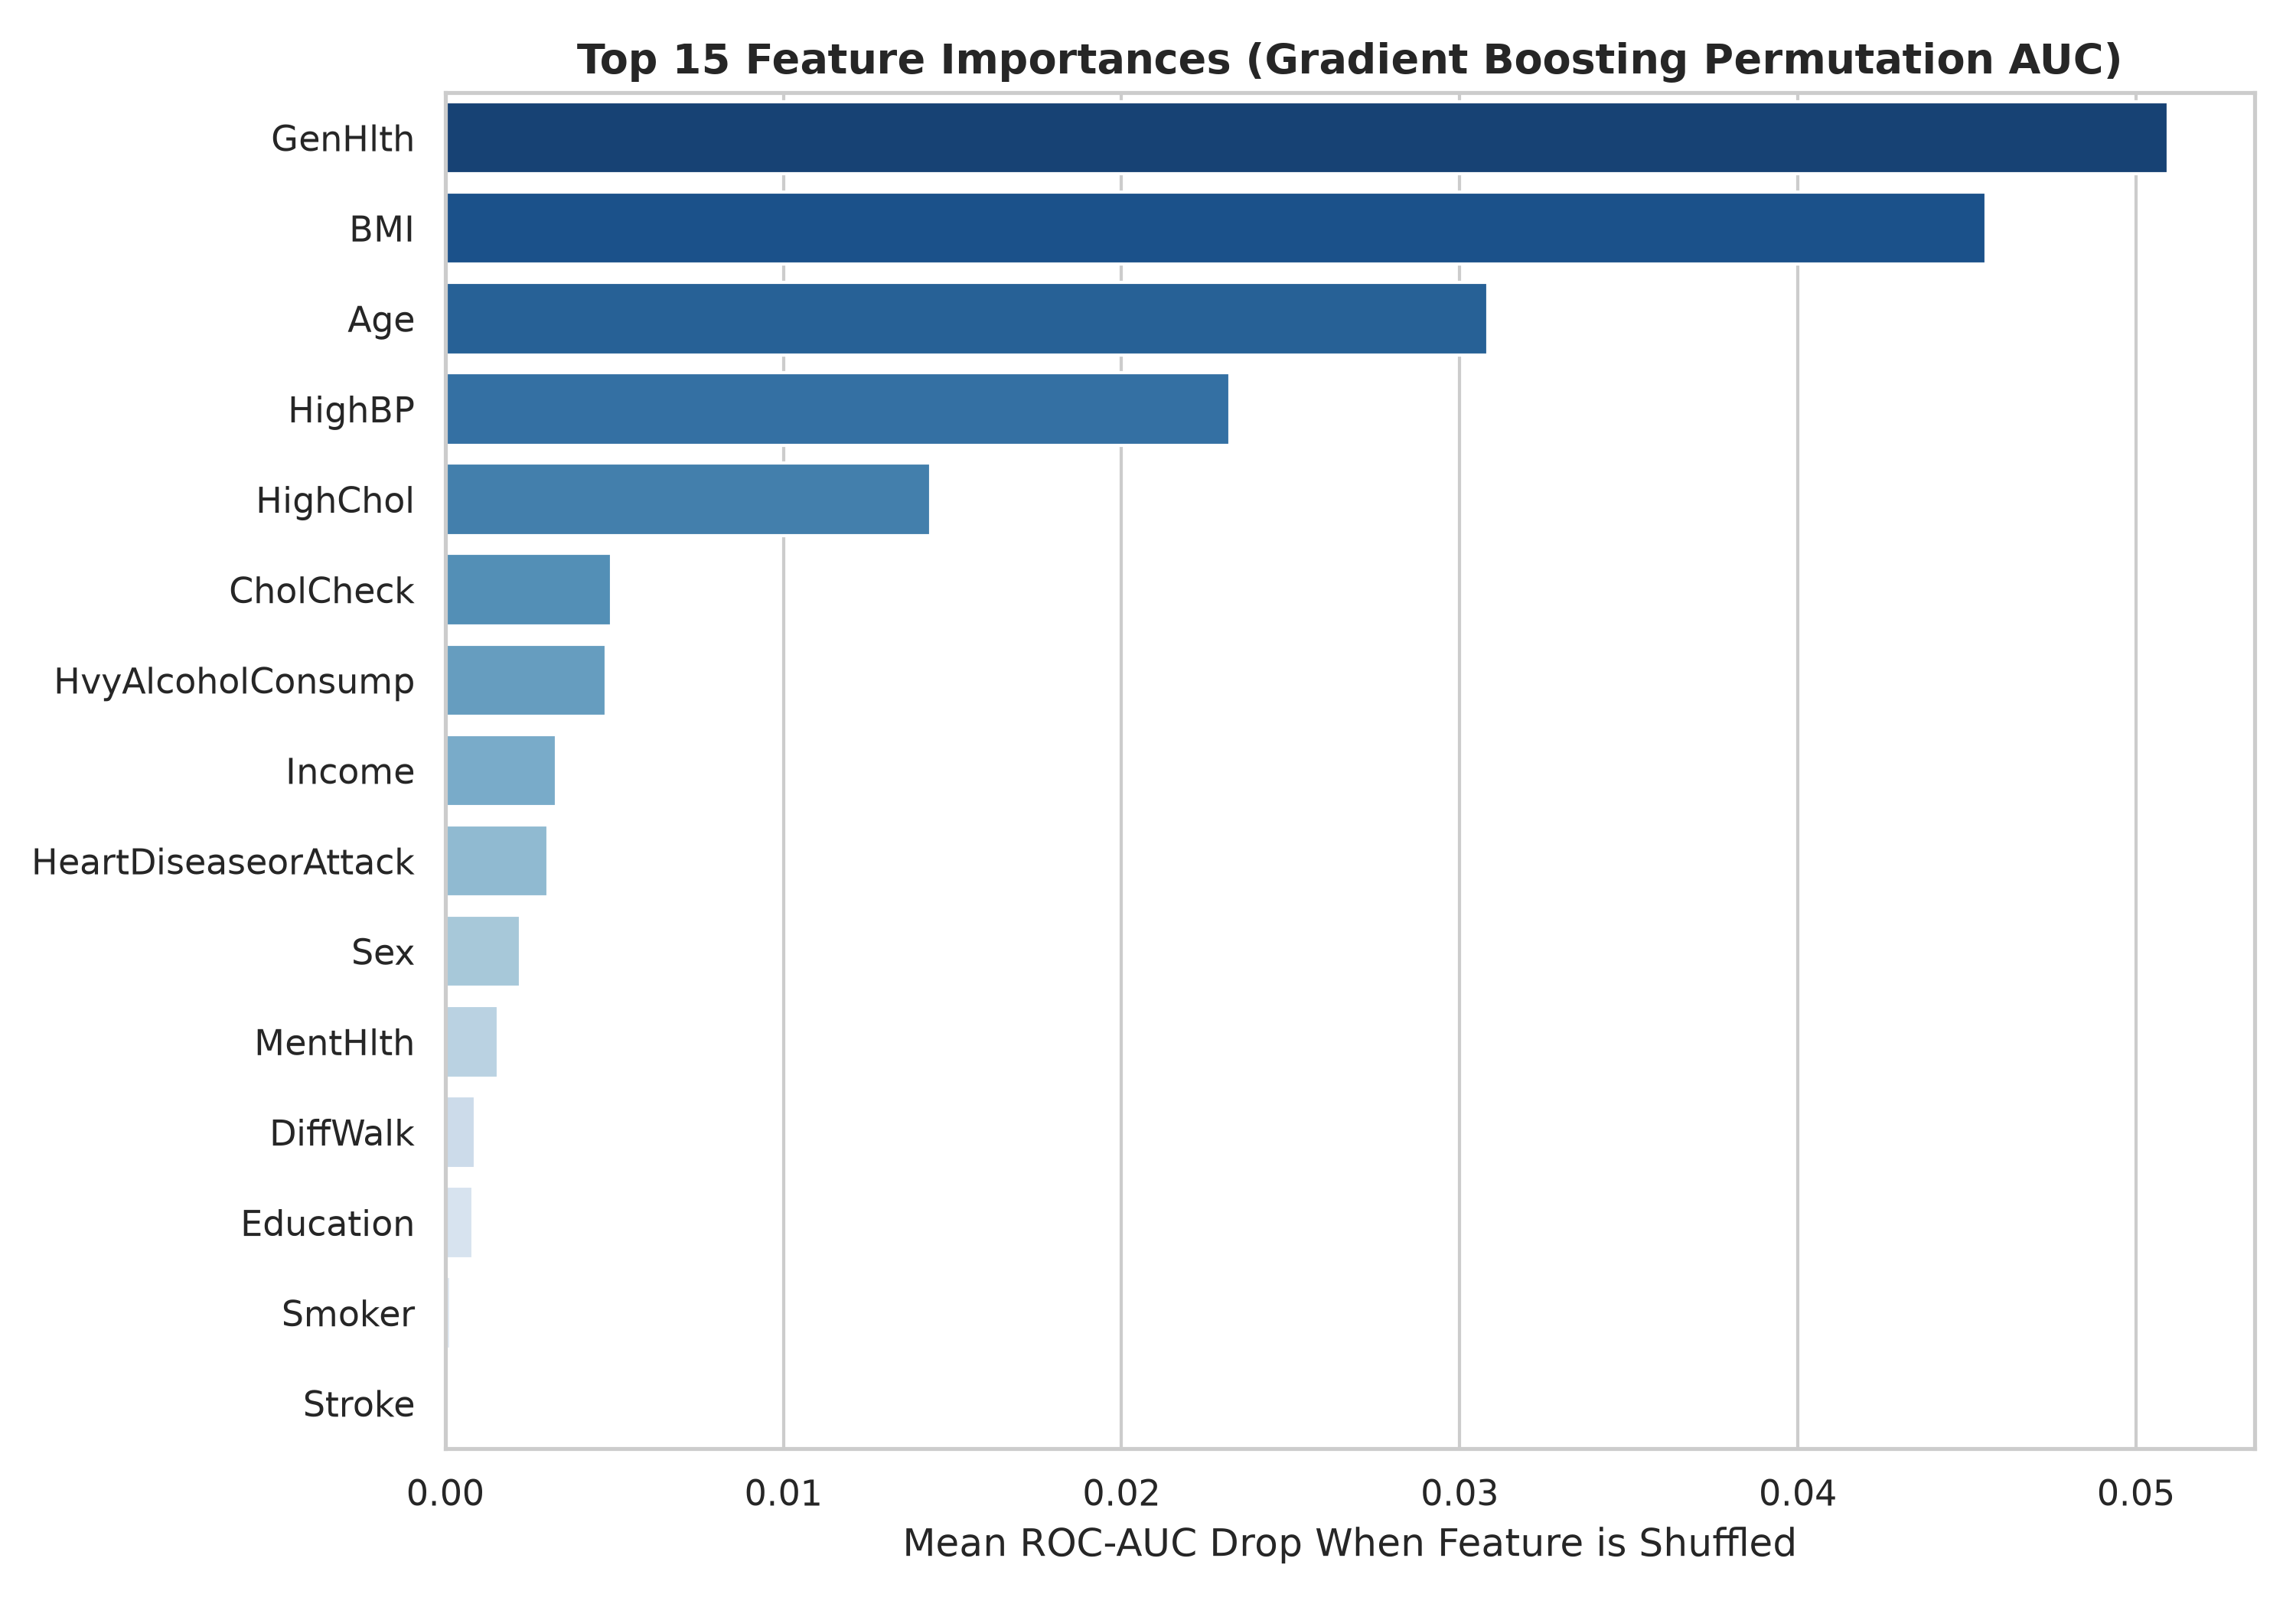 Top 15 Feature Importances (Gradient Boosting Permutation AUC)
GenHlth
BMI
Age
HighBP
HighChol
CholCheck
HvyAlcoholConsump
Income
HeartDiseaseorAttack
Sex
MentHlth
DiffWalk
Education
Smoker
Stroke
0.00 0.01 0.02 0.03 0.04 0.05
Mean ROC-AUC Drop When Feature is Shuffled